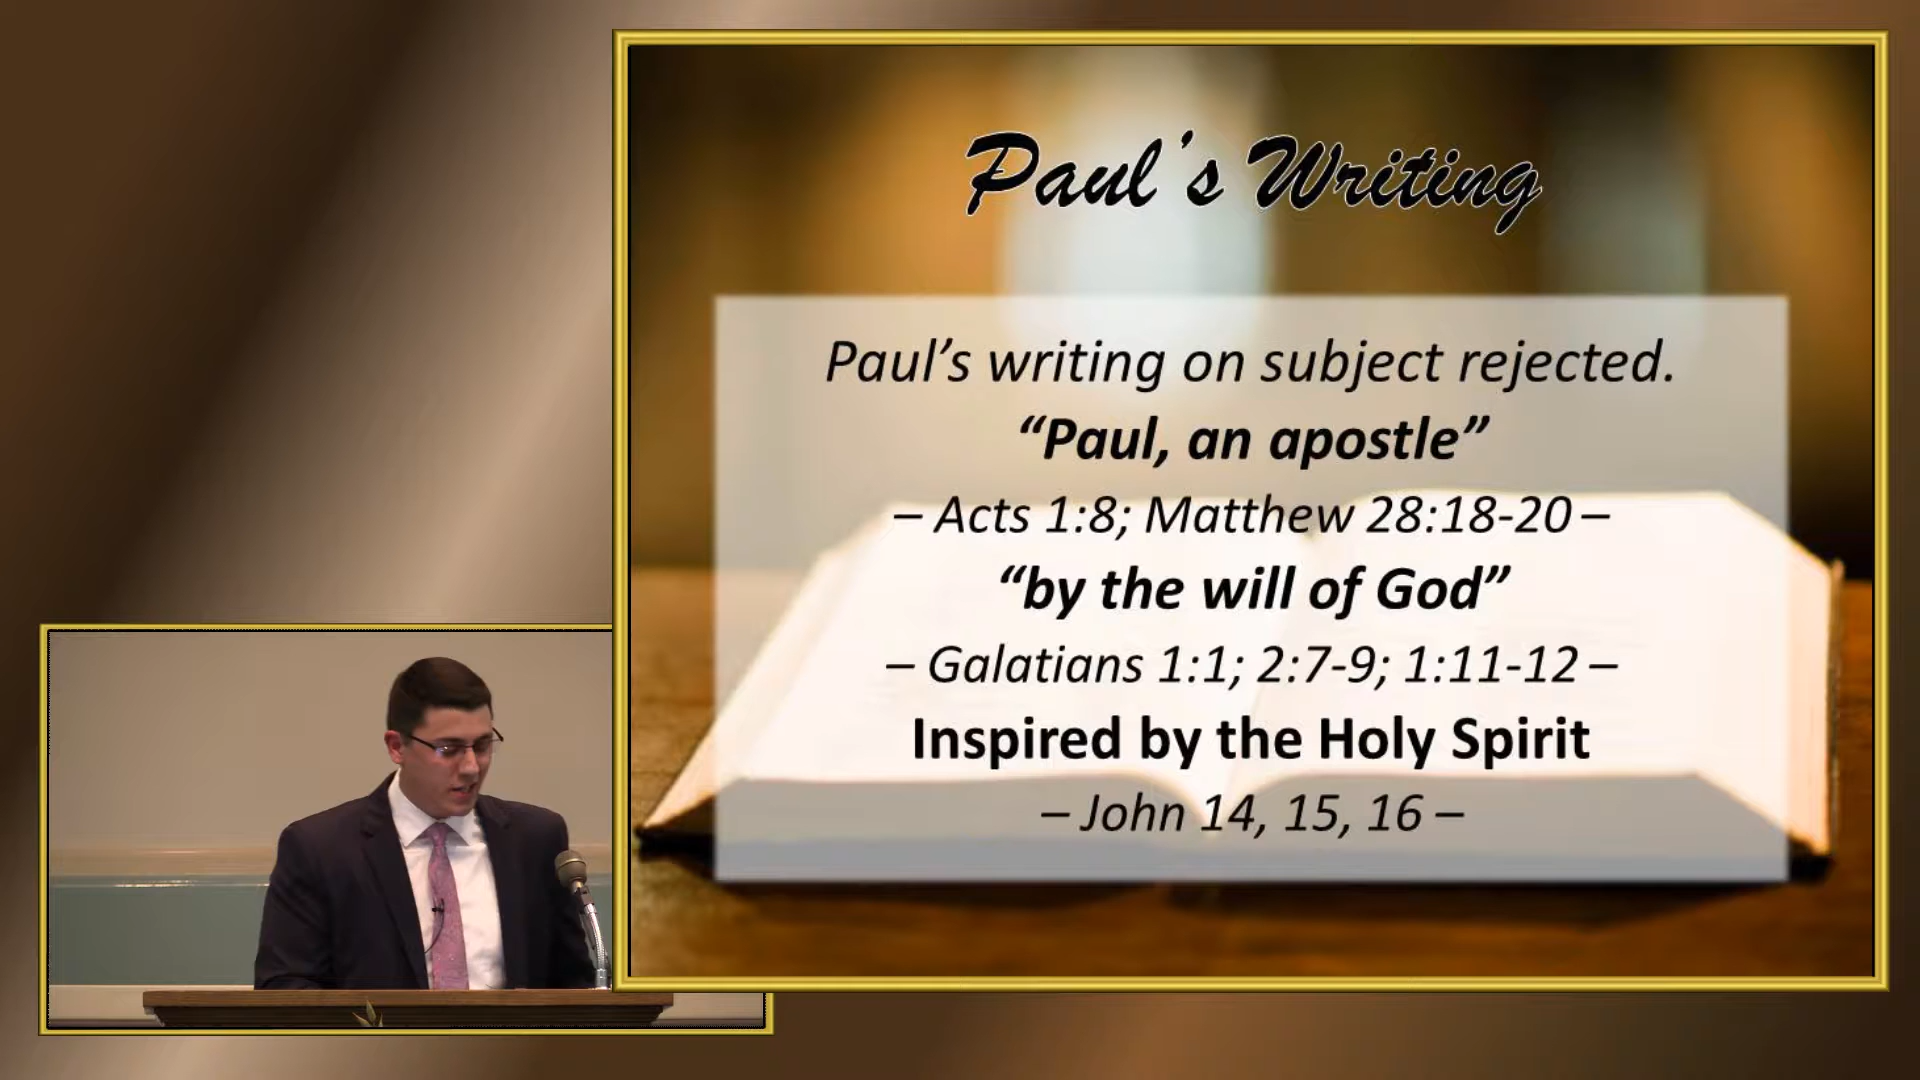 Paul's Writing
Paul's writing on subject rejected.
“Paul, an apostle”
– Acts 1:8; Matthew 28:18-20 –
“by the will of God”
– Galatians 1:1; 2:7-9; 1:11-12 –
Inspired by the Holy Spirit
– John 14, 15, 16 –